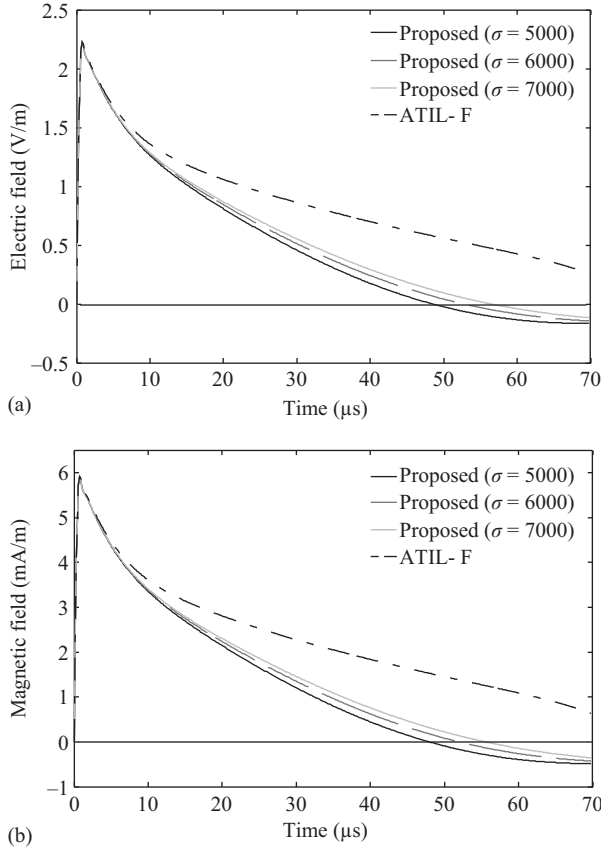 2.5
2
1.5
1
0.5
0
−0.5
Electric field (V/m)
Proposed (σ = 5000)
Proposed (σ = 6000)
Proposed (σ = 7000)
ATIL- F
0 10 20 30 40 50 60 70
Time (µs)
(a)
6
5
4
3
2
1
0
−1
Magnetic field (mA/m)
Proposed (σ = 5000)
Proposed (σ = 6000)
Proposed (σ = 7000)
ATIL- F
0 10 20 30 40 50 60 70
Time (µs)
(b)